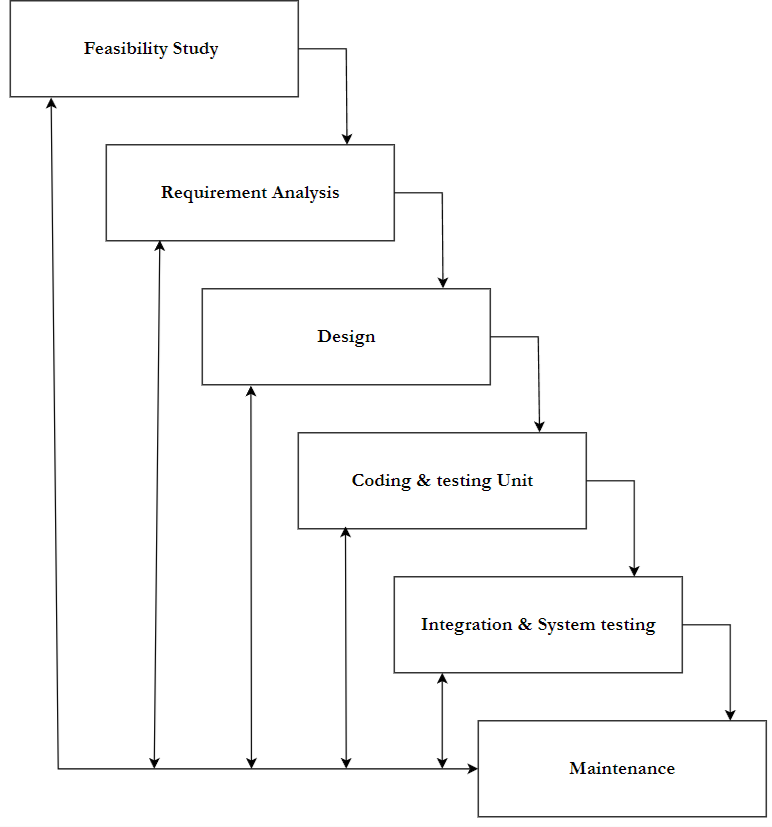 Feasibility Study
Requirement Analysis
Design
Coding & testing Unit
Integration & System testing
Maintenance